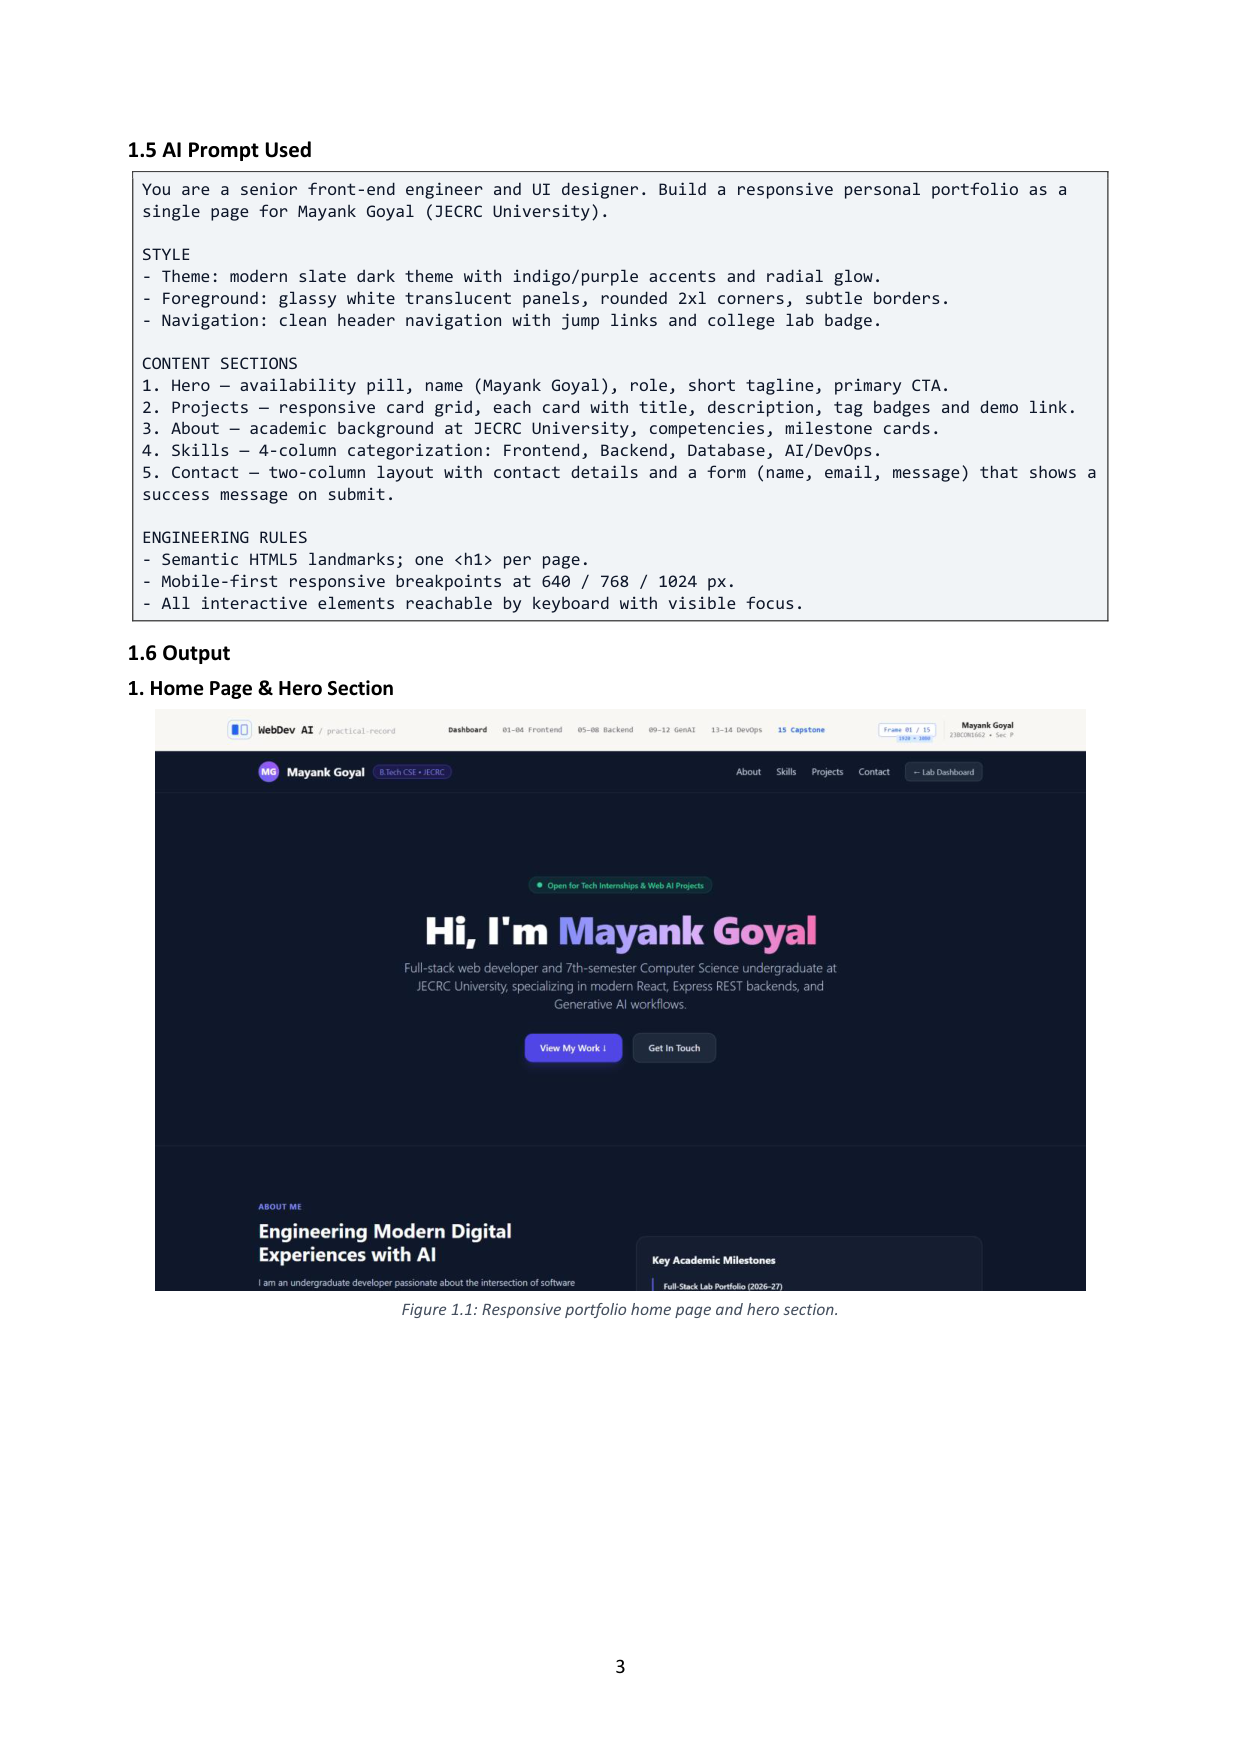 1.5 AI Prompt Used
You are a senior front-end engineer and UI designer. Build a responsive personal portfolio as a
single page for Mayank Goyal (JECRC University).
STYLE
- Theme: modern slate dark theme with indigo/purple accents and radial glow.
- Foreground: glassy white translucent panels, rounded 2xl corners, subtle borders.
- Navigation: clean header navigation with jump links and college lab badge.
CONTENT SECTIONS
1. Hero — availability pill, name (Mayank Goyal), role, short tagline, primary CTA.
2. Projects — responsive card grid, each card with title, description, tag badges and demo link.
3. About — academic background at JECRC University, competencies, milestone cards.
4. Skills — 4-column categorization: Frontend, Backend, Database, AI/DevOps.
5. Contact — two-column layout with contact details and a form (name, email, message) that shows a
success message on submit.
ENGINEERING RULES
- Semantic HTML5 landmarks; one <h1> per page.
- Mobile-first responsive breakpoints at 640 / 768 / 1024 px.
- All interactive elements reachable by keyboard with visible focus.
1.6 Output
1. Home Page & Hero Section
WebDev AI / practical-record Dashboard 01-04 Frontend 05-08 Backend 09-12 GenAI 13-14 DevOps 15 Capstone Frame 01 / 15 Mayank Goyal
1920 × 1080 23BCON1662 • Sec P
MG Mayank Goyal B.Tech CSE • JECRC About Skills Projects Contact ← Lab Dashboard
Open for Tech Internships & Web AI Projects
Hi, I'm Mayank Goyal
Full-stack web developer and 7th-semester Computer Science undergraduate at
JECRC University, specializing in modern React, Express REST backends, and
Generative AI workflows.
View My Work ↓ Get In Touch
ABOUT ME
Engineering Modern Digital
Experiences with AI
I am an undergraduate developer passionate about the intersection of software
Key Academic Milestones
Full-Stack Lab Portfolio (2026–27)
Figure 1.1: Responsive portfolio home page and hero section.
3